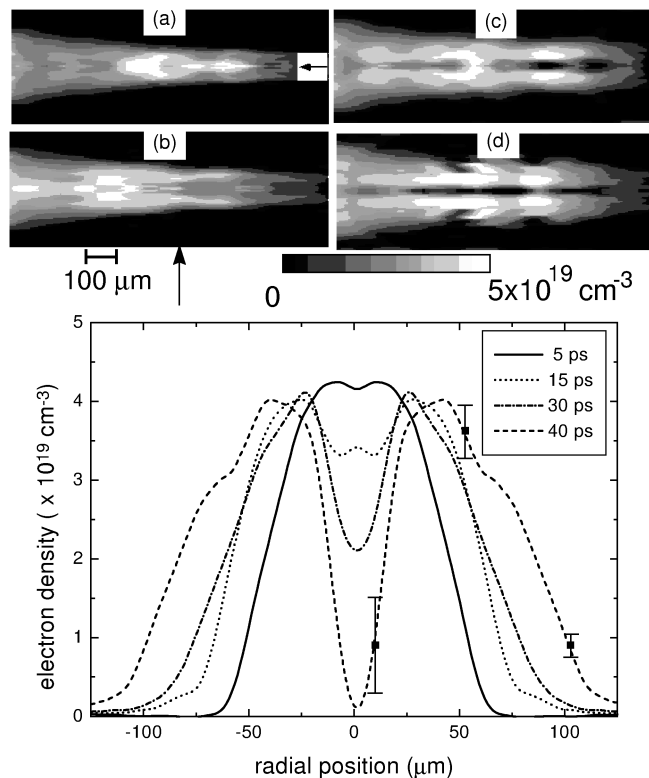 (a)
(c)
(b)
(d)
100 μm
0
5x10¹⁹ cm⁻³
electron density ( x 10¹⁹ cm⁻³)
5
4
3
2
1
0
5 ps
15 ps
30 ps
40 ps
-100 -50 0 50 100
radial position (μm)